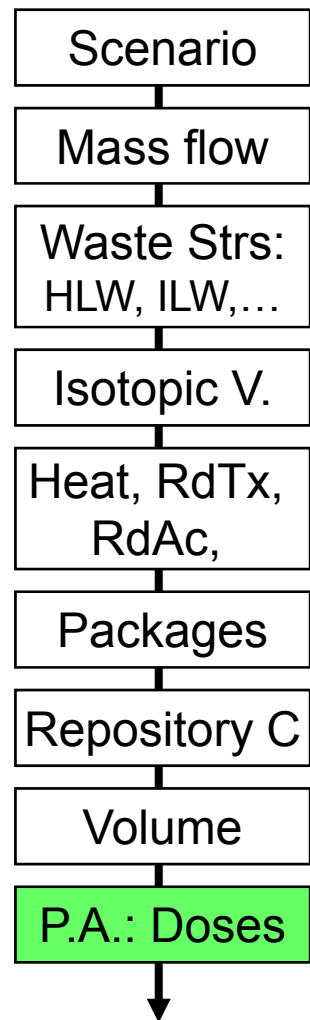 Scenario
Mass flow
Waste Strs:
HLW, ILW,…
Isotopic V.
Heat, RdTx,
RdAc,
Packages
Repository C
Volume
P.A.: Doses